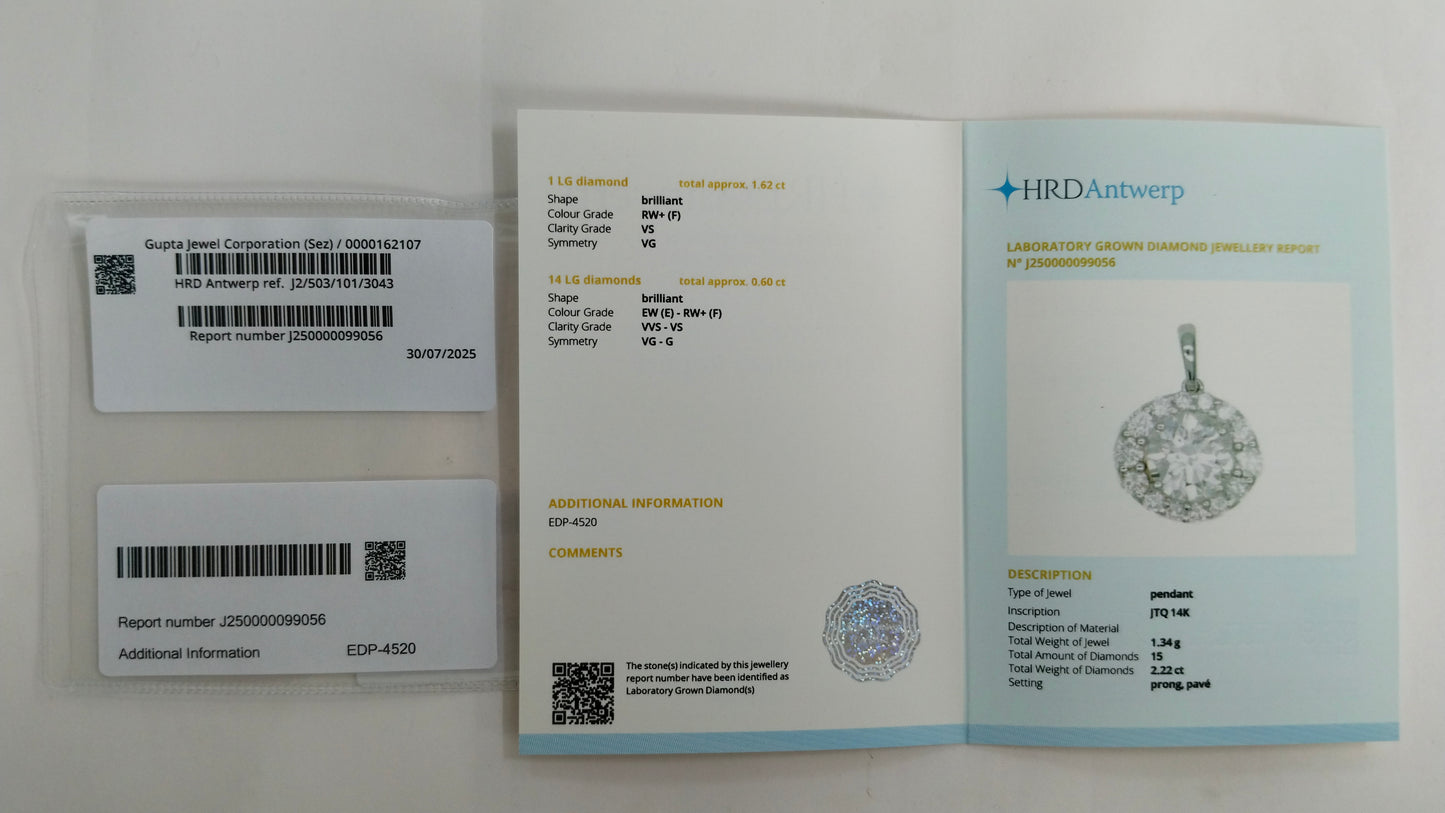 Gupta Jewel Corporation (Sez) / 0000162107
HRD Antwerp ref. J2/503/101/3043
Report number J250000099056
30/07/2025
Report number J250000099056
Additional Information EDP-4520
1 LG diamond total approx. 1.62 ct
Shape brilliant
Colour Grade RW+ (F)
Clarity Grade VS
Symmetry VG
14 LG diamonds total approx. 0.60 ct
Shape brilliant
Colour Grade EW (E) - RW+ (F)
Clarity Grade VVS - VS
Symmetry VG - G
ADDITIONAL INFORMATION
EDP-4520
COMMENTS
The stone(s) indicated by this jewellery
report number have been identified as
Laboratory Grown Diamond(s)
HRDAntwerp
LABORATORY GROWN DIAMOND JEWELLERY REPORT
N° J250000099056
DESCRIPTION
Type of Jewel pendant
Inscription JTQ 14K
Description of Material
Total Weight of Jewel 1.34 g
Total Amount of Diamonds 15
Total Weight of Diamonds 2.22 ct
Setting prong, pavé